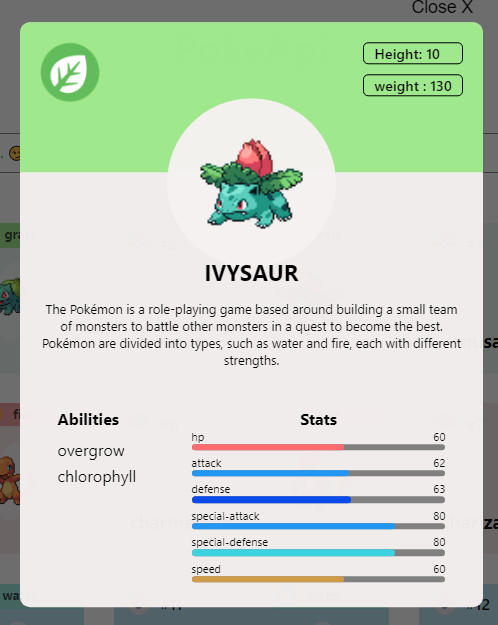 Close X
PokeApi
Height: 10
weight : 130
IVYSAUR
The Pokémon is a role-playing game based around building a small team
of monsters to battle other monsters in a quest to become the best.
Pokémon are divided into types, such as water and fire, each with different
strengths.
Abilities
overgrow
chlorophyll
Stats
hp 60
attack 62
defense 63
special-attack 80
special-defense 80
speed 60